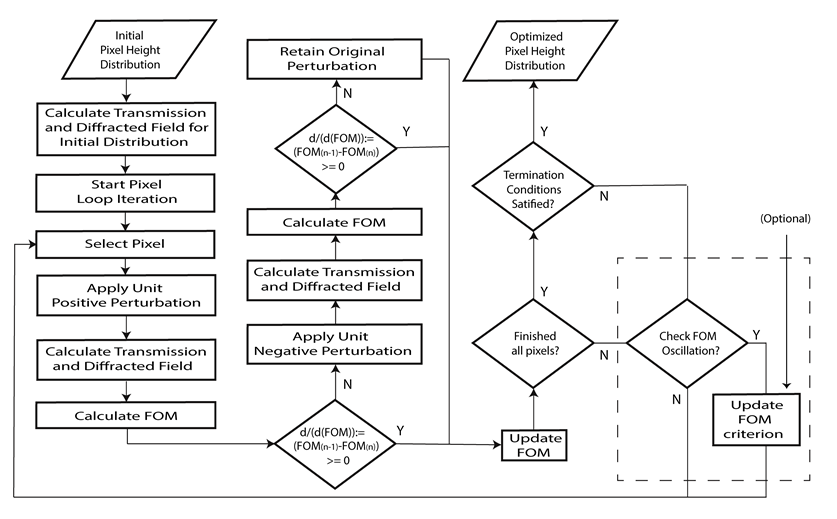 Initial
Pixel Height
Distribution
Calculate Transmission
and Diffracted Field for
Initial Distribution
Start Pixel
Loop Iteration
Select Pixel
Apply Unit
Positive Perturbation
Calculate Transmission
and Diffracted Field
Calculate FOM
Retain Original
Perturbation
N
d/(d(FOM)):=
(FOM(n-1)-FOM(n))
>= 0
Y
Calculate FOM
Calculate Transmission
and Diffracted Field
Apply Unit
Negative Perturbation
N
d/(d(FOM)):=
(FOM(n-1)-FOM(n))
>= 0
Y
Optimized
Pixel Height
Distribution
Y
Termination
Conditions
Satified?
N
Y
Finished
all pixels?
N
Update
FOM
(Optional)
Check FOM
Oscillation?
Y
N
Update
FOM
criterion